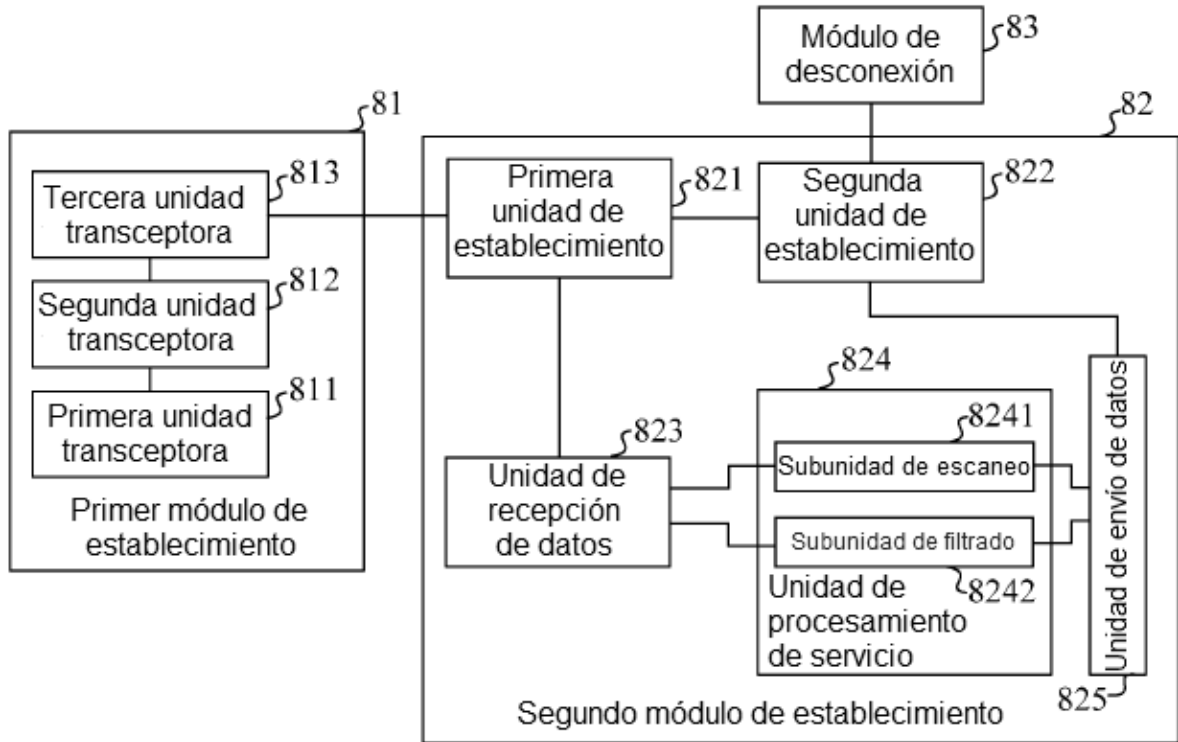 Módulo de
desconexión
83
81
82
Tercera unidad
transceptora
813
Segunda unidad
transceptora
812
Primera unidad
transceptora
811
Primer módulo de
establecimiento
Primera
unidad de
establecimiento
821
Segunda
unidad de
establecimiento
822
Unidad de
recepción
de datos
823
824
8241
Subunidad de escaneo
Subunidad de filtrado
8242
Unidad de
procesamiento
de servicio
Unidad de envío de datos
825
Segundo módulo de establecimiento